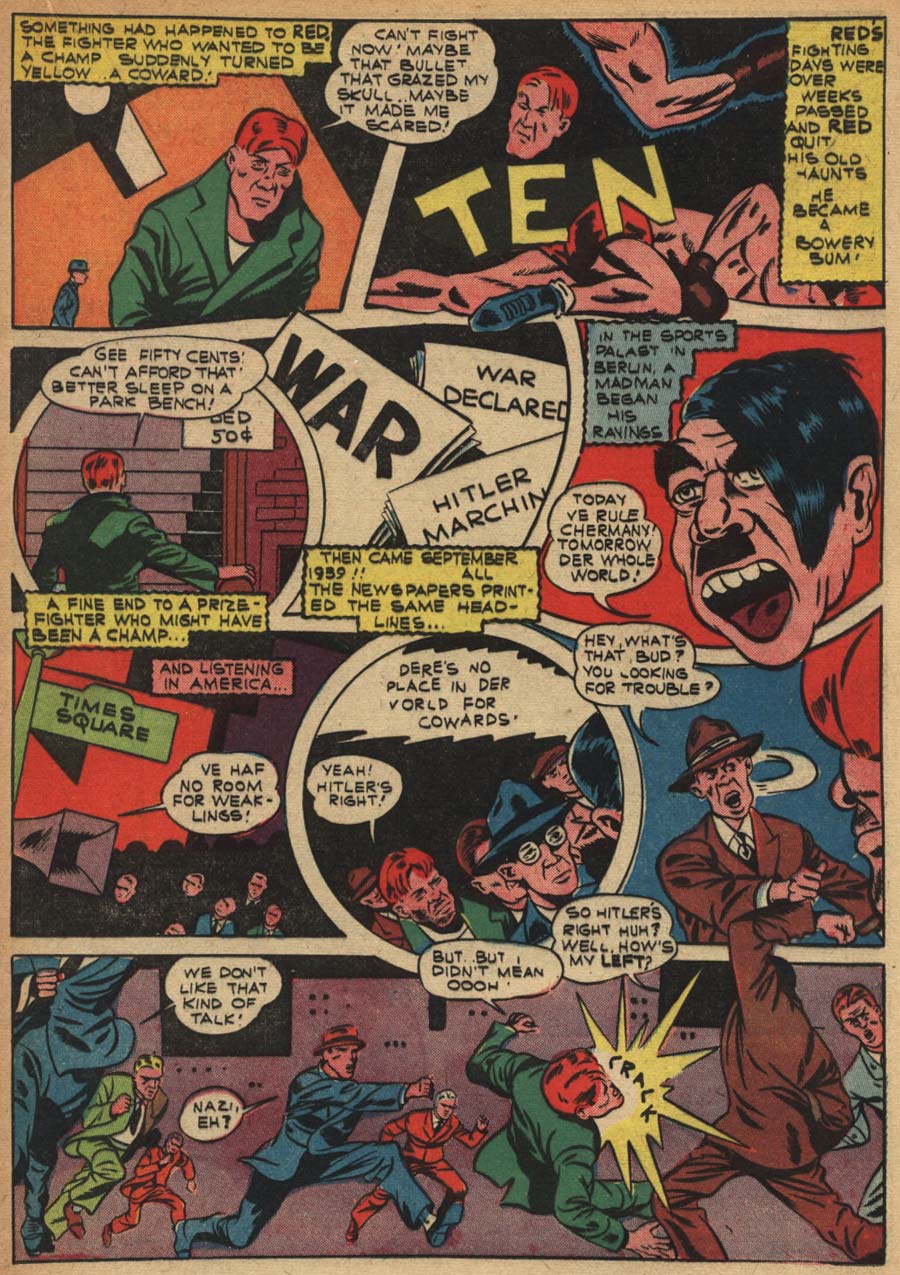 SOMETHING HAD HAPPENED TO RED,
THE FIGHTER WHO WANTED TO BE
A CHAMP SUDDENLY TURNED
YELLOW...A COWARD!
CAN'T FIGHT
NOW! MAYBE
THAT BULLET
THAT GRAZED MY
SKULL...MAYBE
IT MADE ME
SCARED!
TEN
RED'S
FIGHTING
DAYS WERE
OVER
WEEKS
PASSED
AND RED
QUIT
HIS OLD
HAUNTS
HE
BECAME
A
BOWERY
BUM!
GEE FIFTY CENTS!
CAN'T AFFORD THAT!
BETTER SLEEP ON A
PARK BENCH!
BED
50¢
A FINE END TO A PRIZE-
FIGHTER WHO MIGHT HAVE
BEEN A CHAMP...
WAR
WAR
DECLARED
HITLER
MARCHIN
THEN CAME SEPTEMBER
1939!! ALL
THE NEWSPAPERS PRINT-
ED THE SAME HEAD-
LINES...
IN THE SPORTS
PALAST IN
BERLIN, A
MADMAN
BEGAN
HIS
RAVINGS
TODAY
VE RULE
CHERMANY!
TOMORROW
DER WHOLE
WORLD!
AND LISTENING
IN AMERICA...
TIMES
SQUARE
VE HAF
NO ROOM
FOR WEAK-
LINGS!
DERE'S NO
PLACE IN DER
VORLD FOR
COWARDS!
YEAH!
HITLER'S
RIGHT!
HEY, WHAT'S
THAT, BUD?
YOU LOOKING
FOR TROUBLE?
WE DON'T
LIKE THAT
KIND OF
TALK!
NAZI,
EH?
BUT..BUT I
DIDN'T MEAN
OOOH!
SO HITLER'S
RIGHT HUH?
WELL, HOW'S
MY LEFT?
CRACK